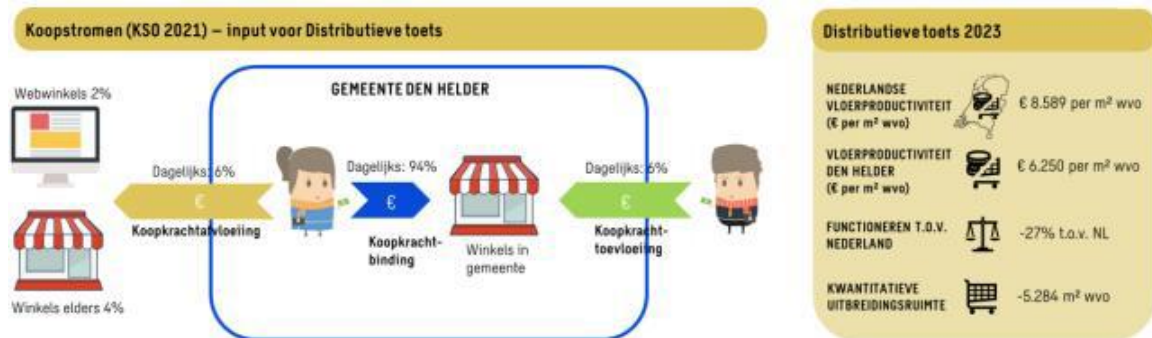 Koopstromen (KSO 2021) – input voor Distributieve toets
Webwinkels 2%
Winkels elders 4%
GEMEENTE DEN HELDER
Dagelijks: 6%
€
Koopkrachtafvloeiing
Dagelijks: 94%
€
Koopkracht-
binding
Winkels in
gemeente
Dagelijks: 6%
€
Koopkracht-
toevloeiing
Distributieve toets 2023
NEDERLANDSE
VLOERPRODUCTIVITEIT
(€ per m² wvo)
€ 8.589 per m² wvo
VLOERPRODUCTIVITEIT
DEN HELDER
(€ per m² wvo)
€ 6.250 per m² wvo
FUNCTIONEREN T.O.V.
NEDERLAND
-27% t.o.v. NL
KWANTITATIEVE
UITBREIDINGSRUIMTE
-5.284 m² wvo